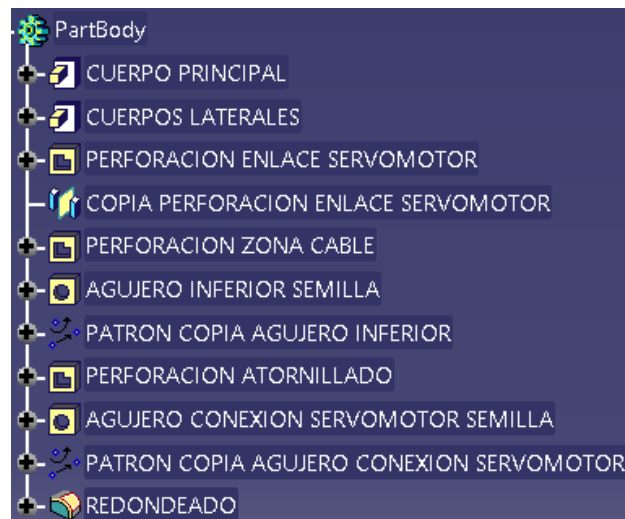 PartBody
CUERPO PRINCIPAL
CUERPOS LATERALES
PERFORACION ENLACE SERVOMOTOR
COPIA PERFORACION ENLACE SERVOMOTOR
PERFORACION ZONA CABLE
AGUJERO INFERIOR SEMILLA
PATRON COPIA AGUJERO INFERIOR
PERFORACION ATORNILLADO
AGUJERO CONEXION SERVOMOTOR SEMILLA
PATRON COPIA AGUJERO CONEXION SERVOMOTOR
REDONDEADO